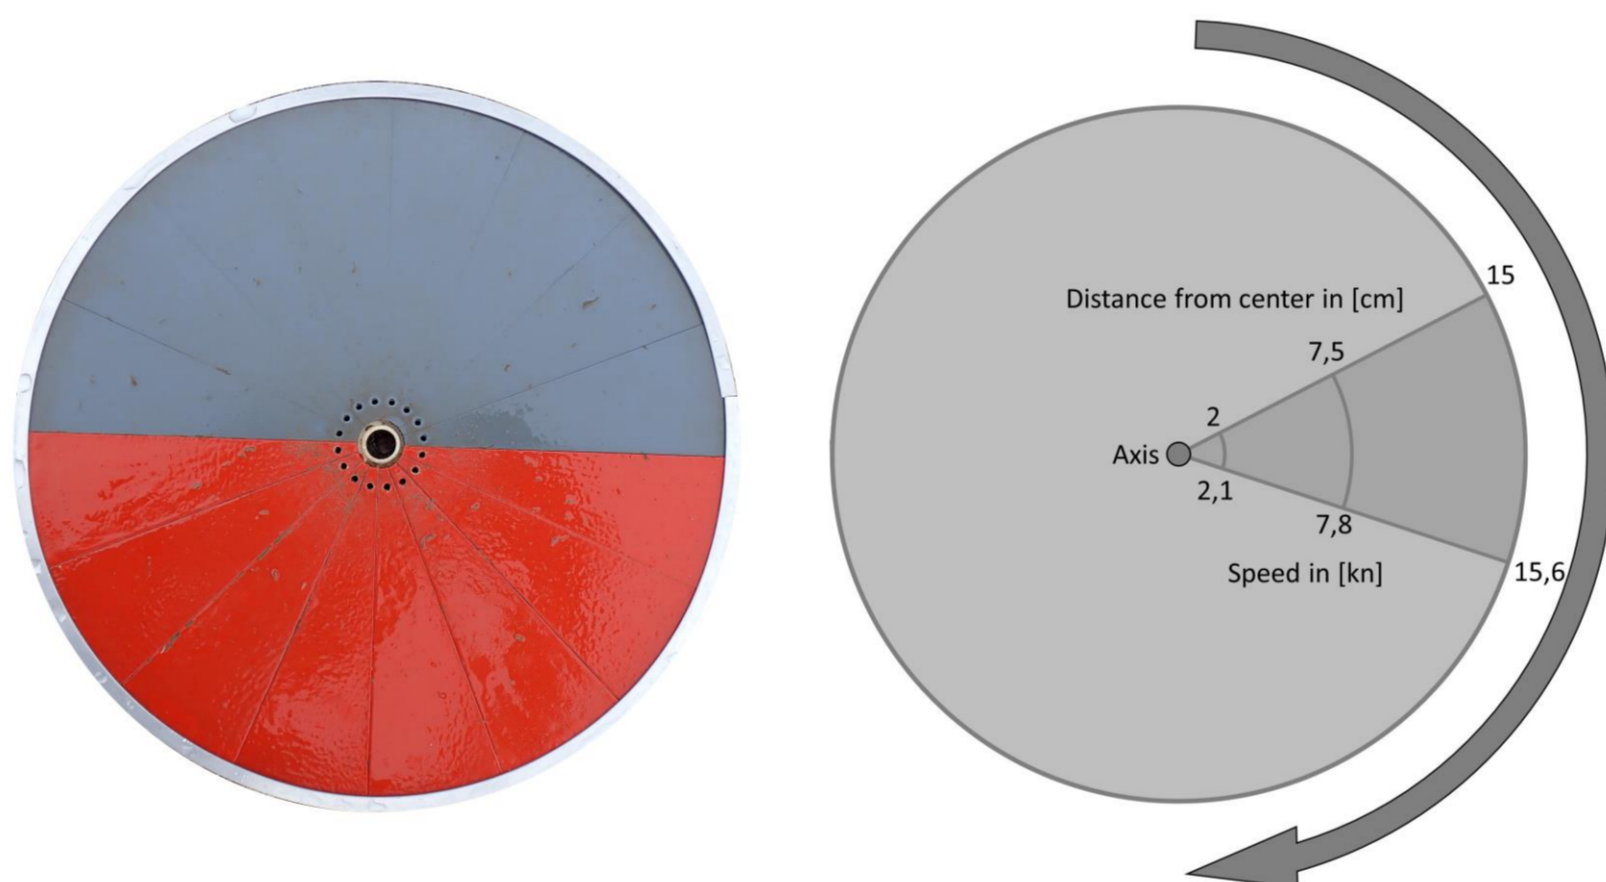 15
Distance from center in [cm]
7,5
2
Axis
2,1
7,8
Speed in [kn]
15,6